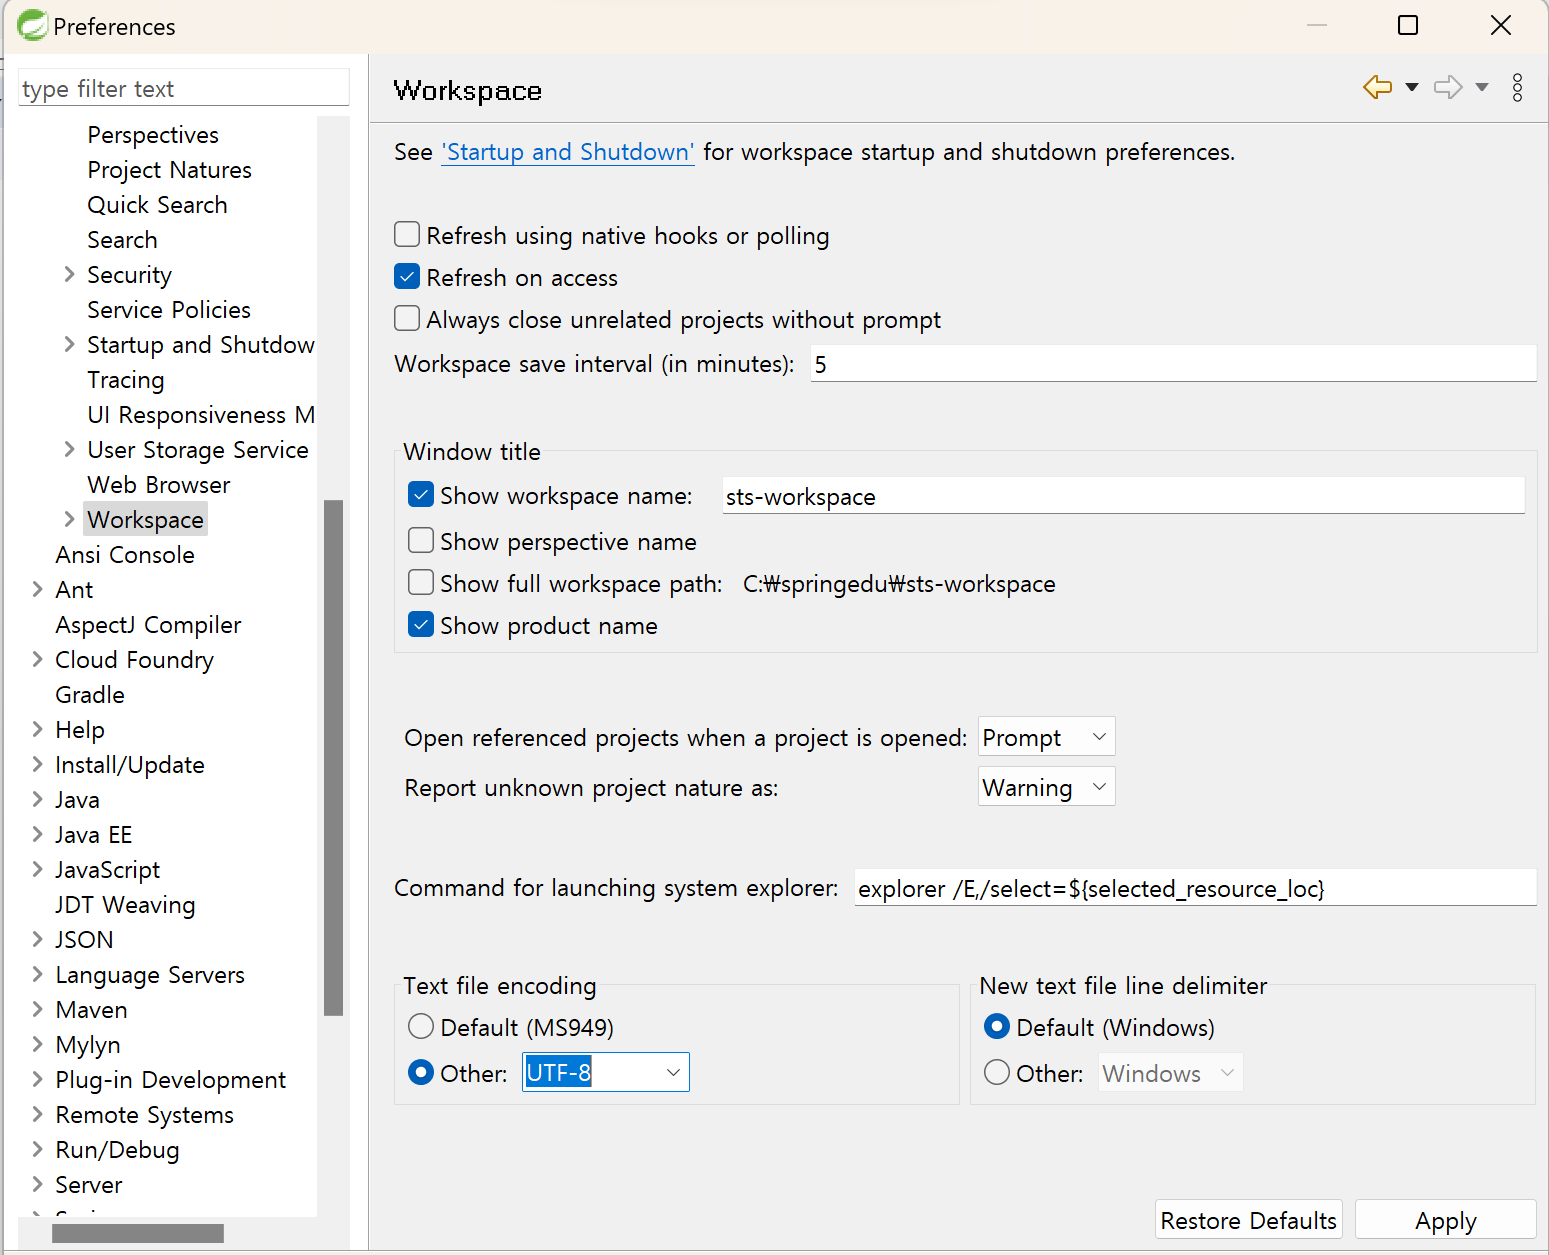 Preferences
type filter text
Perspectives
Project Natures
Quick Search
Search
Security
Service Policies
Startup and Shutdow
Tracing
UI Responsiveness M
User Storage Service
Web Browser
Workspace
Ansi Console
Ant
AspectJ Compiler
Cloud Foundry
Gradle
Help
Install/Update
Java
Java EE
JavaScript
JDT Weaving
JSON
Language Servers
Maven
Mylyn
Plug-in Development
Remote Systems
Run/Debug
Server
Workspace
See 'Startup and Shutdown' for workspace startup and shutdown preferences.
Refresh using native hooks or polling
Refresh on access
Always close unrelated projects without prompt
Workspace save interval (in minutes): 5
Window title
Show workspace name: sts-workspace
Show perspective name
Show full workspace path: C:₩springedu₩sts-workspace
Show product name
Open referenced projects when a project is opened: Prompt
Report unknown project nature as: Warning
Command for launching system explorer: explorer /E,/select=${selected_resource_loc}
Text file encoding
Default (MS949)
Other: UTF-8
New text file line delimiter
Default (Windows)
Other: Windows
Restore Defaults
Apply